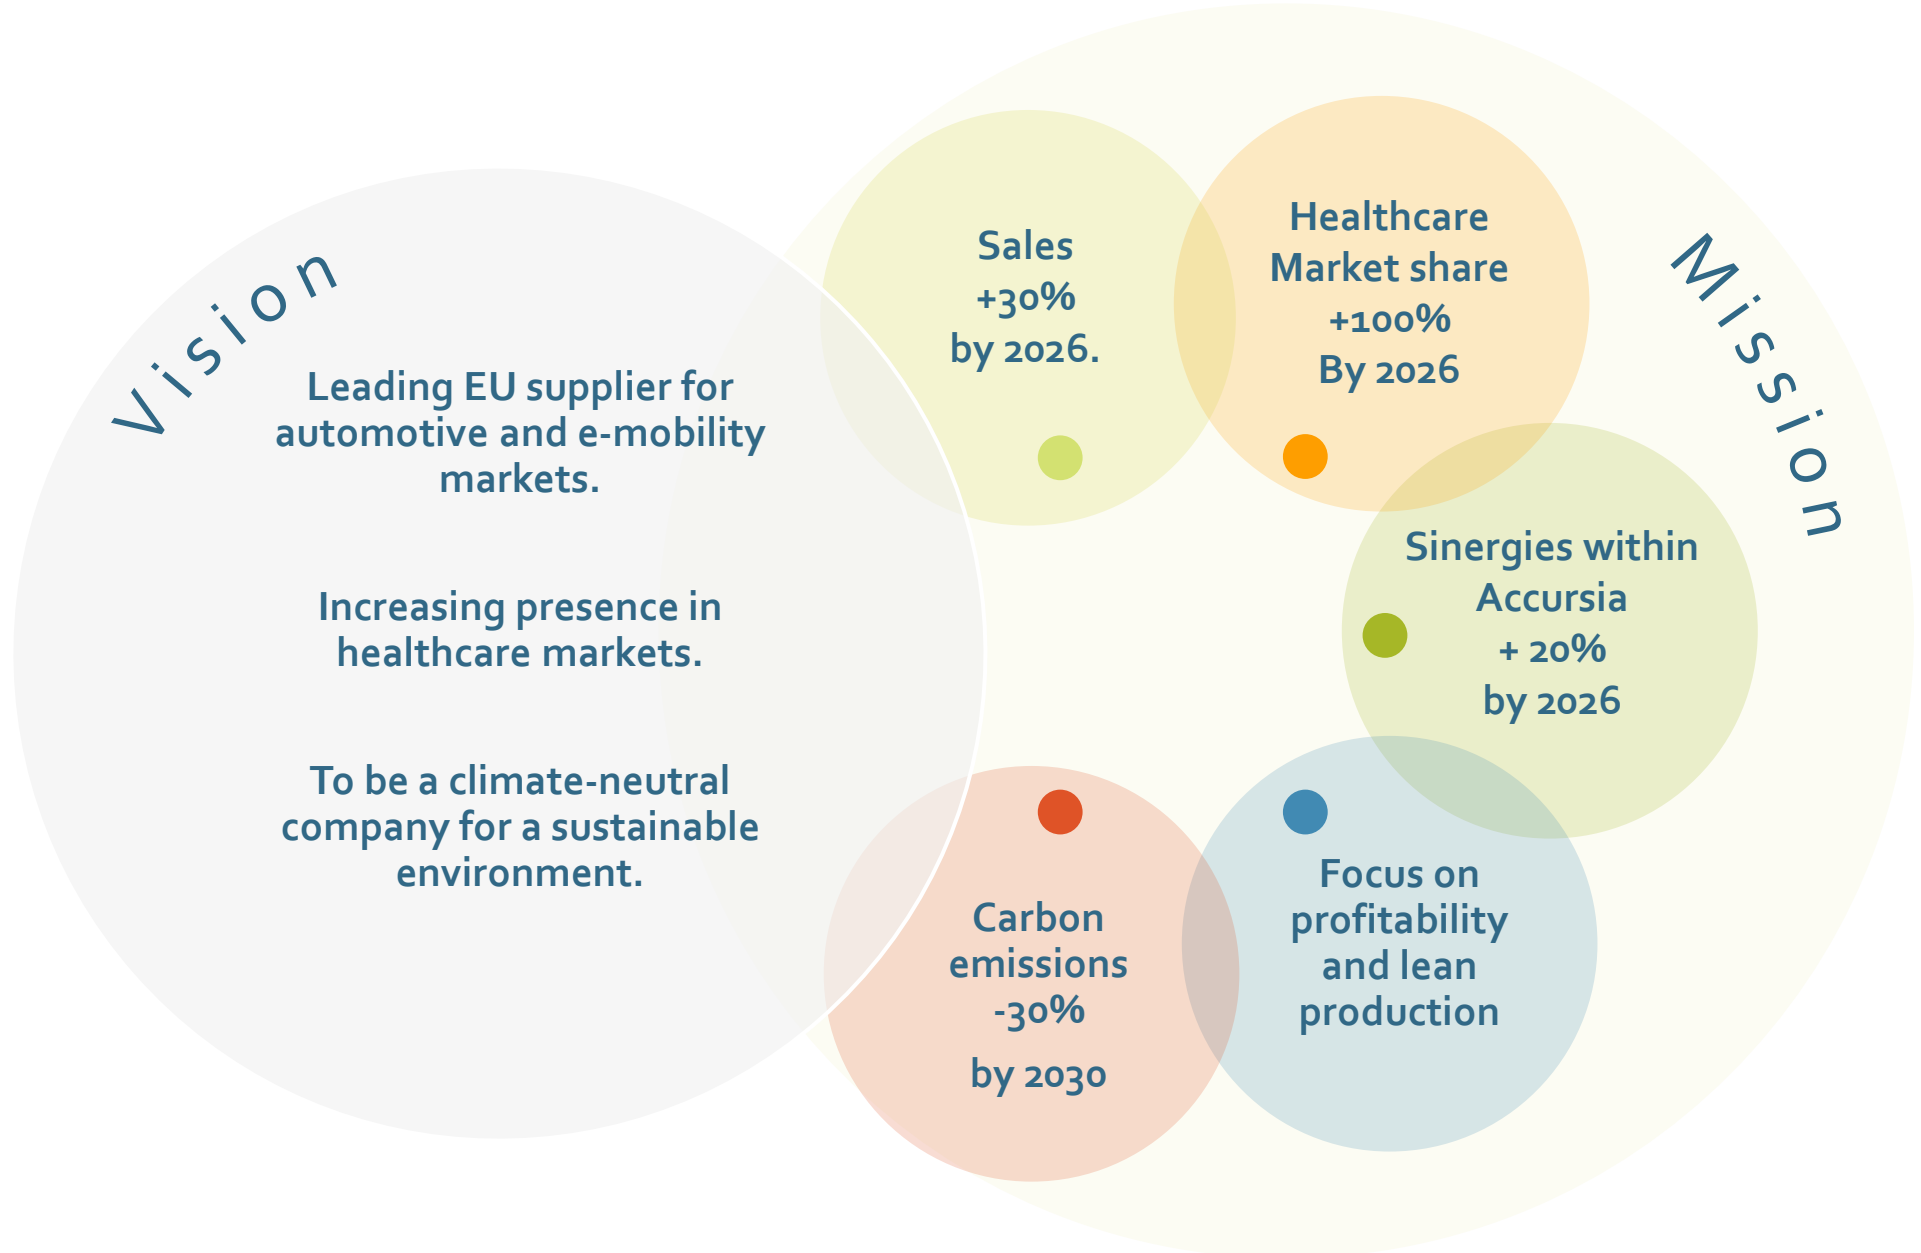 Vision
Leading EU supplier for
automotive and e-mobility
markets.
Increasing presence in
healthcare markets.
To be a climate-neutral
company for a sustainable
environment.
Mission
Sales
+30%
by 2026.
Healthcare
Market share
+100%
By 2026
Sinergies within
Accursia
+ 20%
by 2026
Focus on
profitability
and lean
production
Carbon
emissions
-30%
by 2030